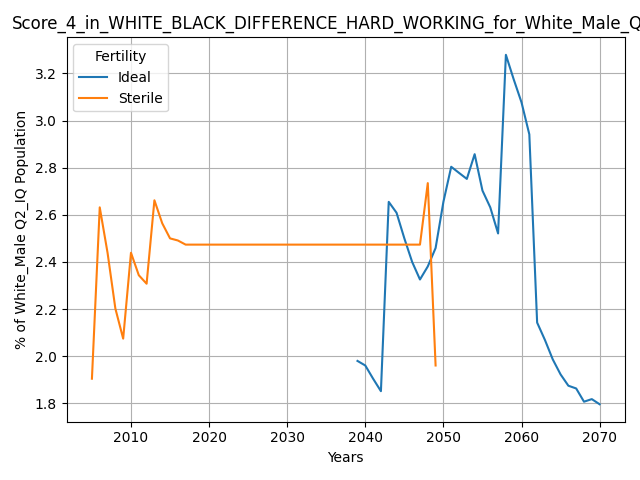 Score_4_in_WHITE_BLACK_DIFFERENCE_HARD_WORKING_for_White_Male_Q
Fertility
Ideal
Sterile
% of White_Male Q2_IQ Population
3.2
3.0
2.8
2.6
2.4
2.2
2.0
1.8
2010 2020 2030 2040 2050 2060 2070
Years